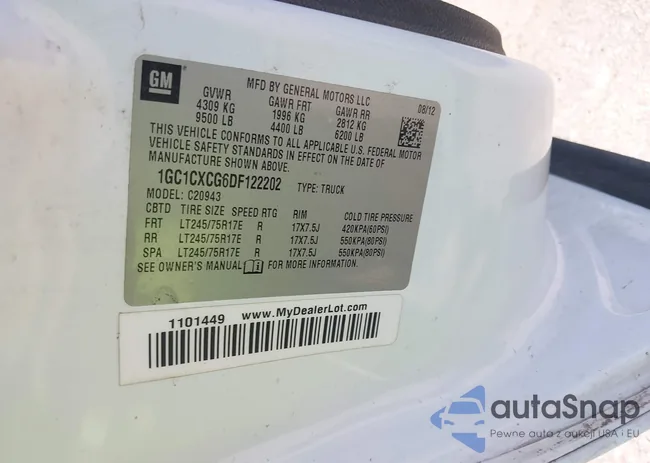 GM
MFD BY GENERAL MOTORS LLC
08/12
GVWR GAWR FRT GAWR RR
4309 KG 1996 KG 2812 KG
9500 LB 4400 LB 6200 LB
THIS VEHICLE CONFORMS TO ALL APPLICABLE U.S. FEDERAL MOTOR
VEHICLE SAFETY STANDARDS IN EFFECT ON THE DATE OF
MANUFACTURE SHOWN ABOVE.
1GC1CXCG6DF122202 TYPE: TRUCK
MODEL: C20943
CBTD TIRE SIZE SPEED RTG RIM COLD TIRE PRESSURE
FRT LT245/75R17E R 17X7.5J 420KPA(60PSI)
RR LT245/75R17E R 17X7.5J 550KPA(80PSI)
SPA LT245/75R17E R 17X7.5J 550KPA(80PSI)
SEE OWNER'S MANUAL FOR MORE INFORMATION.
1101449 www.MyDealerLot.com
autaSnap
Pewne auta z aukcji USA i EU